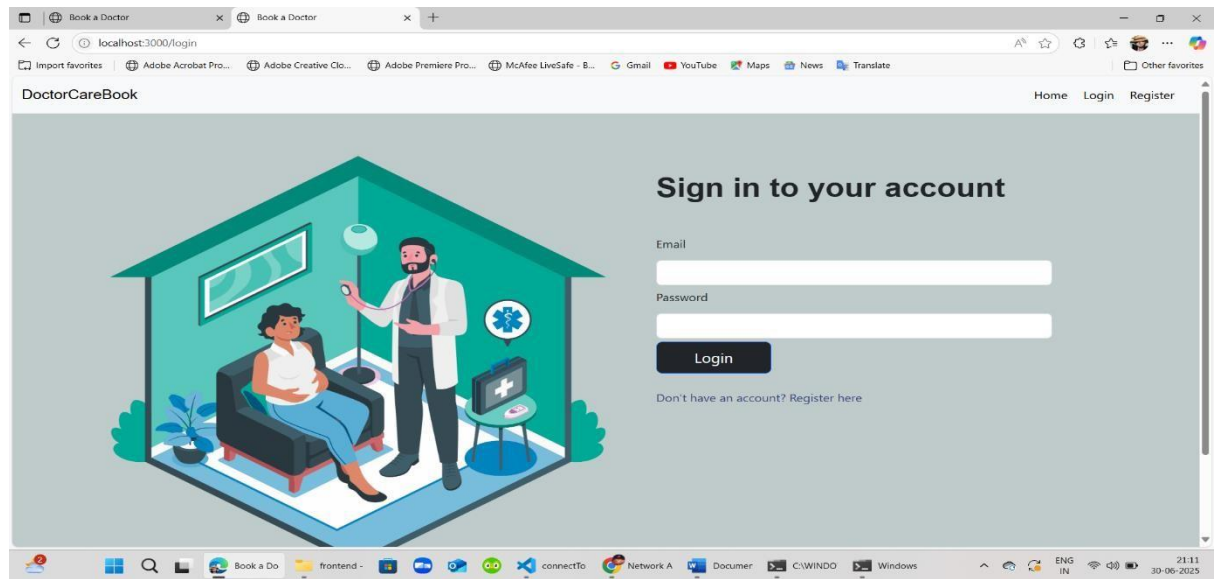 Book a Doctor
Book a Doctor
localhost:3000/login
Import favorites Adobe Acrobat Pro... Adobe Creative Clo... Adobe Premiere Pro... McAfee LiveSafe - B... G Gmail YouTube Maps News Translate Other favorites
DoctorCareBook Home Login Register
Sign in to your account
Email
Password
Login
Don't have an account? Register here
2 Book a Do frontend - connectTo Network A Documer C:\WINDO Windows ENG IN 21:11
30-06-2025